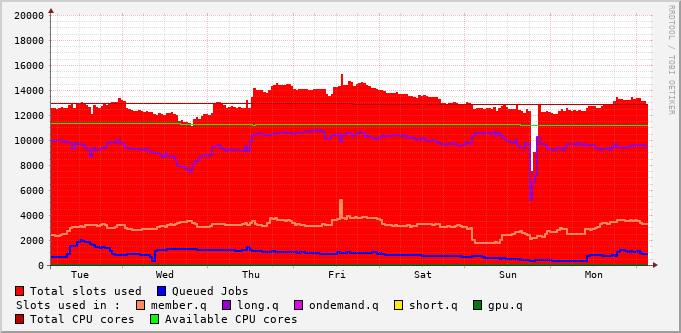 20000
18000
16000
14000
12000
10000
8000
6000
4000
2000
0
Tue Wed Thu Fri Sat Sun Mon
RRDTOOL / TOBI OETIKER
Total slots used Queued Jobs
Slots used in : member.q long.q ondemand.q short.q gpu.q
Total CPU cores Available CPU cores